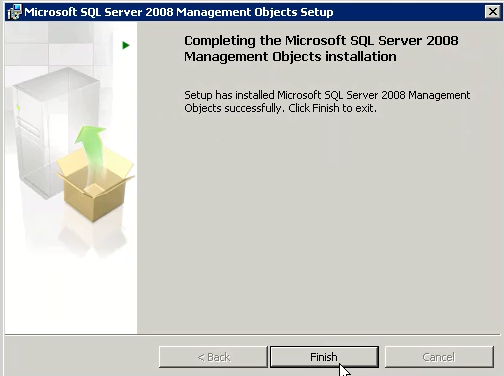 Microsoft SQL Server 2008 Management Objects Setup
Completing the Microsoft SQL Server 2008
Management Objects installation
Setup has installed Microsoft SQL Server 2008 Management
Objects successfully. Click Finish to exit.
< Back
Finish
Cancel